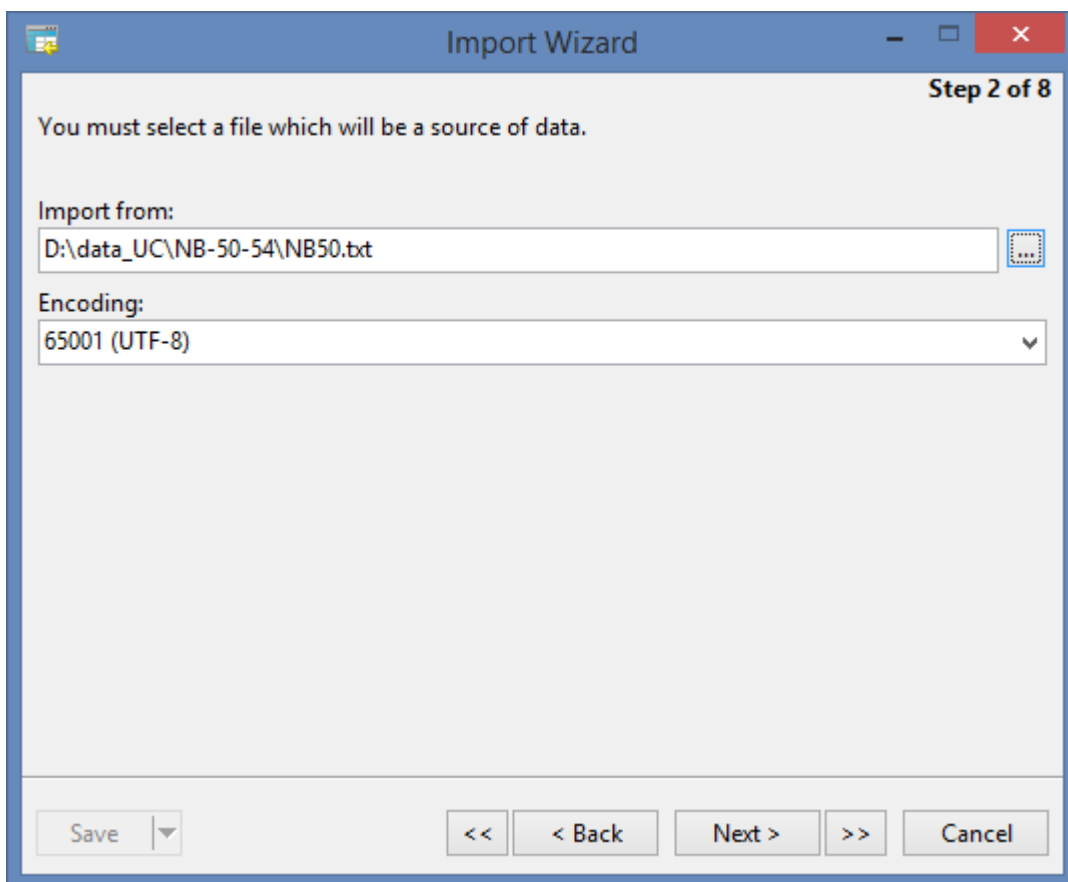 Import Wizard
Step 2 of 8
You must select a file which will be a source of data.
Import from:
D:\data_UC\NB-50-54\NB50.txt
...
Encoding:
65001 (UTF-8)
Save
<<
< Back
Next >
>>
Cancel